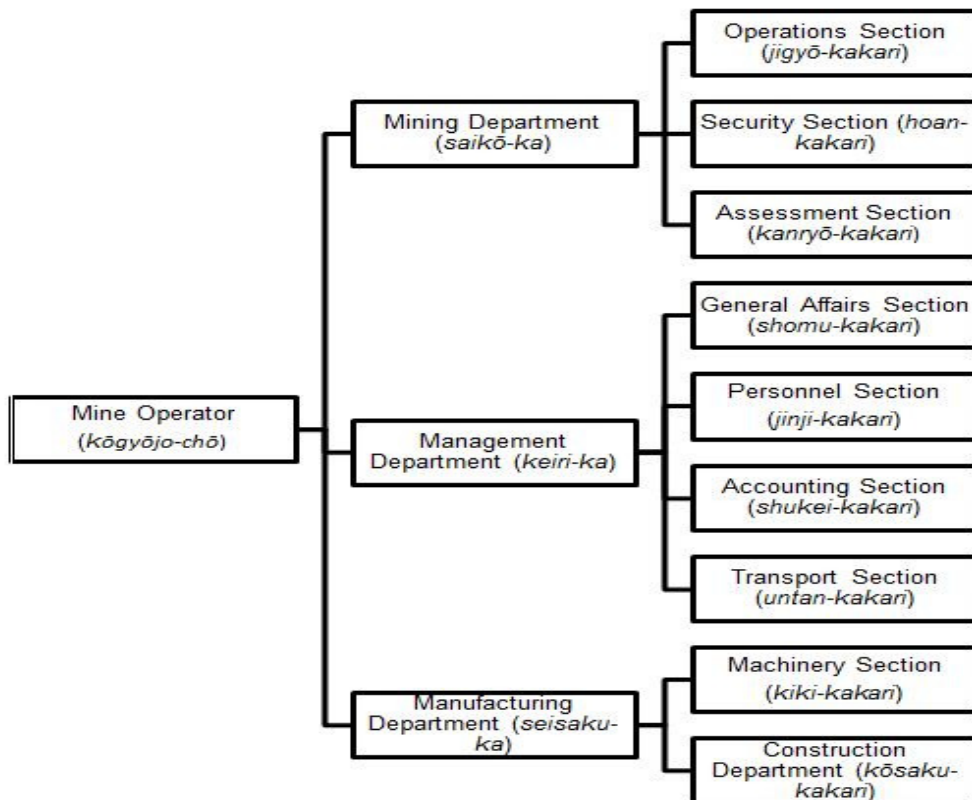 Operations Section
(jigyō-kakari)
Mining Department
(saikō-ka)
Security Section (hoan-
kakari)
Assessment Section
(kanryō-kakari)
General Affairs Section
(shomu-kakari)
Mine Operator
(kōgyōjo-chō)
Personnel Section
(jinji-kakari)
Management
Department (keiri-ka)
Accounting Section
(shukei-kakari)
Transport Section
(untan-kakari)
Machinery Section
(kiki-kakari)
Manufacturing
Department (seisaku-
ka)
Construction
Department (kōsaku-
kakari)